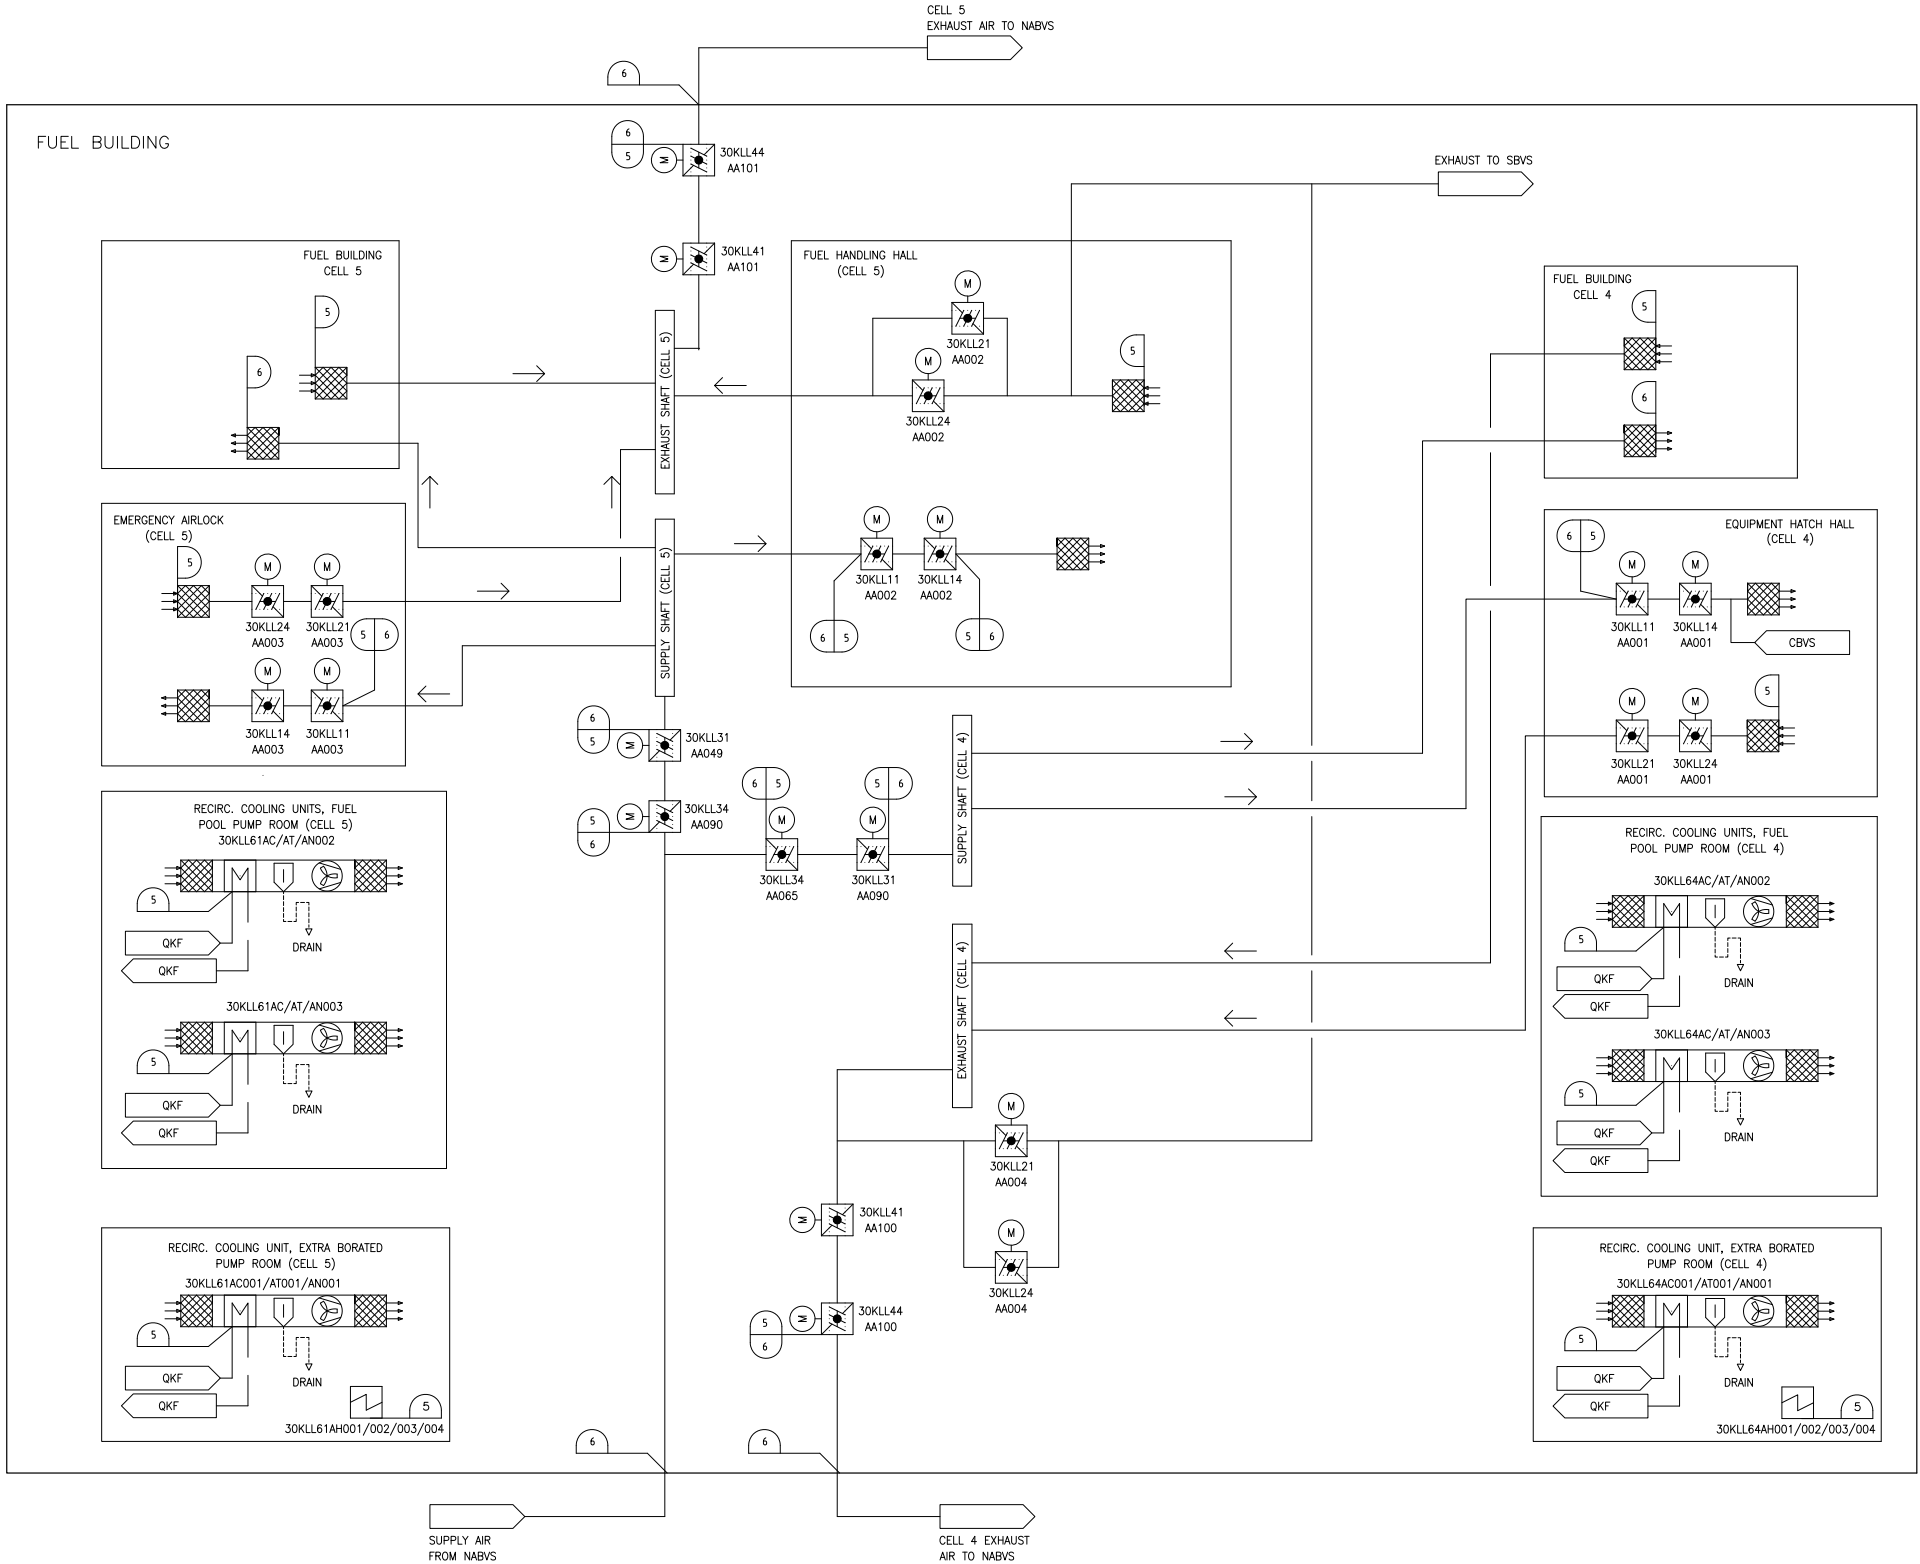 CELL 5
EXHAUST AIR TO NABVS
6
FUEL BUILDING
6
5
M
30KLL44
AA101
EXHAUST TO SBVS
M
30KLL41
AA101
FUEL BUILDING
CELL 5
5
6
EXHAUST SHAFT (CELL 5)
FUEL HANDLING HALL
(CELL 5)
M
30KLL21
AA002
M
30KLL24
AA002
5
M
M
30KLL11
AA002
30KLL14
AA002
6 5
5 6
FUEL BUILDING
CELL 4
5
6
EMERGENCY AIRLOCK
(CELL 5)
5
M
M
30KLL24
AA003
30KLL21
AA003
5 6
M
M
30KLL14
AA003
30KLL11
AA003
SUPPLY SHAFT (CELL 5)
EQUIPMENT HATCH HALL
(CELL 4)
6 5
M
M
30KLL11
AA001
30KLL14
AA001
CBVS
5
M
M
30KLL21
AA001
30KLL24
AA001
6
5
M
30KLL31
AA049
5
6
M
30KLL34
AA090
6 5
M
30KLL34
AA065
5 6
M
30KLL31
AA090
SUPPLY SHAFT (CELL 4)
RECIRC. COOLING UNITS, FUEL
POOL PUMP ROOM (CELL 5)
30KLL61AC/AT/AN002
5
QKF
QKF
DRAIN
30KLL61AC/AT/AN003
5
QKF
QKF
DRAIN
RECIRC. COOLING UNITS, FUEL
POOL PUMP ROOM (CELL 4)
30KLL64AC/AT/AN002
5
QKF
QKF
DRAIN
30KLL64AC/AT/AN003
5
QKF
QKF
DRAIN
EXHAUST SHAFT (CELL 4)
M
30KLL21
AA004
M
30KLL24
AA004
M
30KLL41
AA100
5
6
M
30KLL44
AA100
RECIRC. COOLING UNIT, EXTRA BORATED
PUMP ROOM (CELL 5)
30KLL61AC001/AT001/AN001
5
QKF
QKF
DRAIN
5
30KLL61AH001/002/003/004
RECIRC. COOLING UNIT, EXTRA BORATED
PUMP ROOM (CELL 4)
30KLL64AC001/AT001/AN001
5
QKF
QKF
DRAIN
5
30KLL64AH001/002/003/004
6
6
SUPPLY AIR
FROM NABVS
CELL 4 EXHAUST
AIR TO NABVS